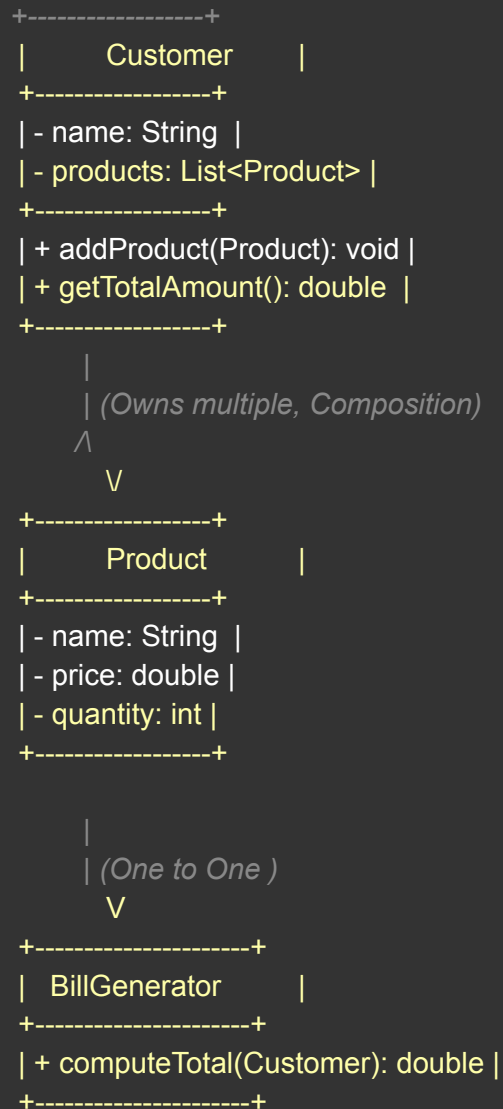 +------------------+
|         Customer        |
+------------------+
| - name: String  |
| - products: List<Product> |
+------------------+
| + addProduct(Product): void |
| + getTotalAmount(): double  |
+------------------+
|
| (Owns multiple, Composition)
/\
\/
+------------------+
|         Product          |
+------------------+
| - name: String  |
| - price: double |
| - quantity: int |
+------------------+
|
| (One to One )
V
+----------------------+
|   BillGenerator        |
+----------------------+
| + computeTotal(Customer): double |
+----------------------+